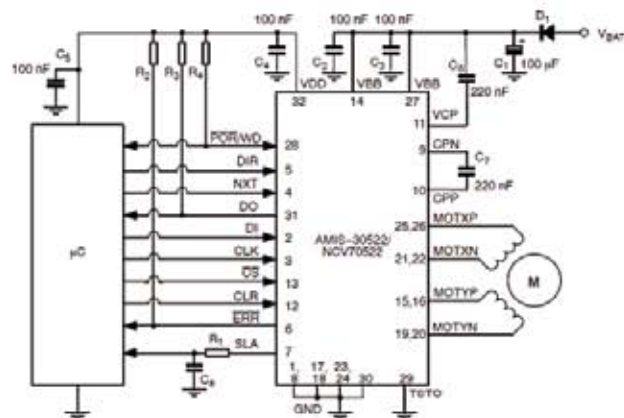 100 nF 100 nF 100 nF D1
C5 VBAT
100 nF R2 R3 R4 C4 C2 C3 C6 C1 100 µF
VDD VBB VBB 220 nF
32 14 27
11 VCP
POR/WD 28 9 CPN
DIR 5 C7
NXT 4 220 nF
DO 31 10 CPP
µC DI 2 AMIS-30522/ 25,26 MOTXP
CLK 3 NCV70522 21,22 MOTXN
CS 13 M
CLR 12 15,16 MOTYP
ERR 6
R1 SLA 7 19,20 MOTYN
1, 17, 23,
8 18 24 30 29
GND